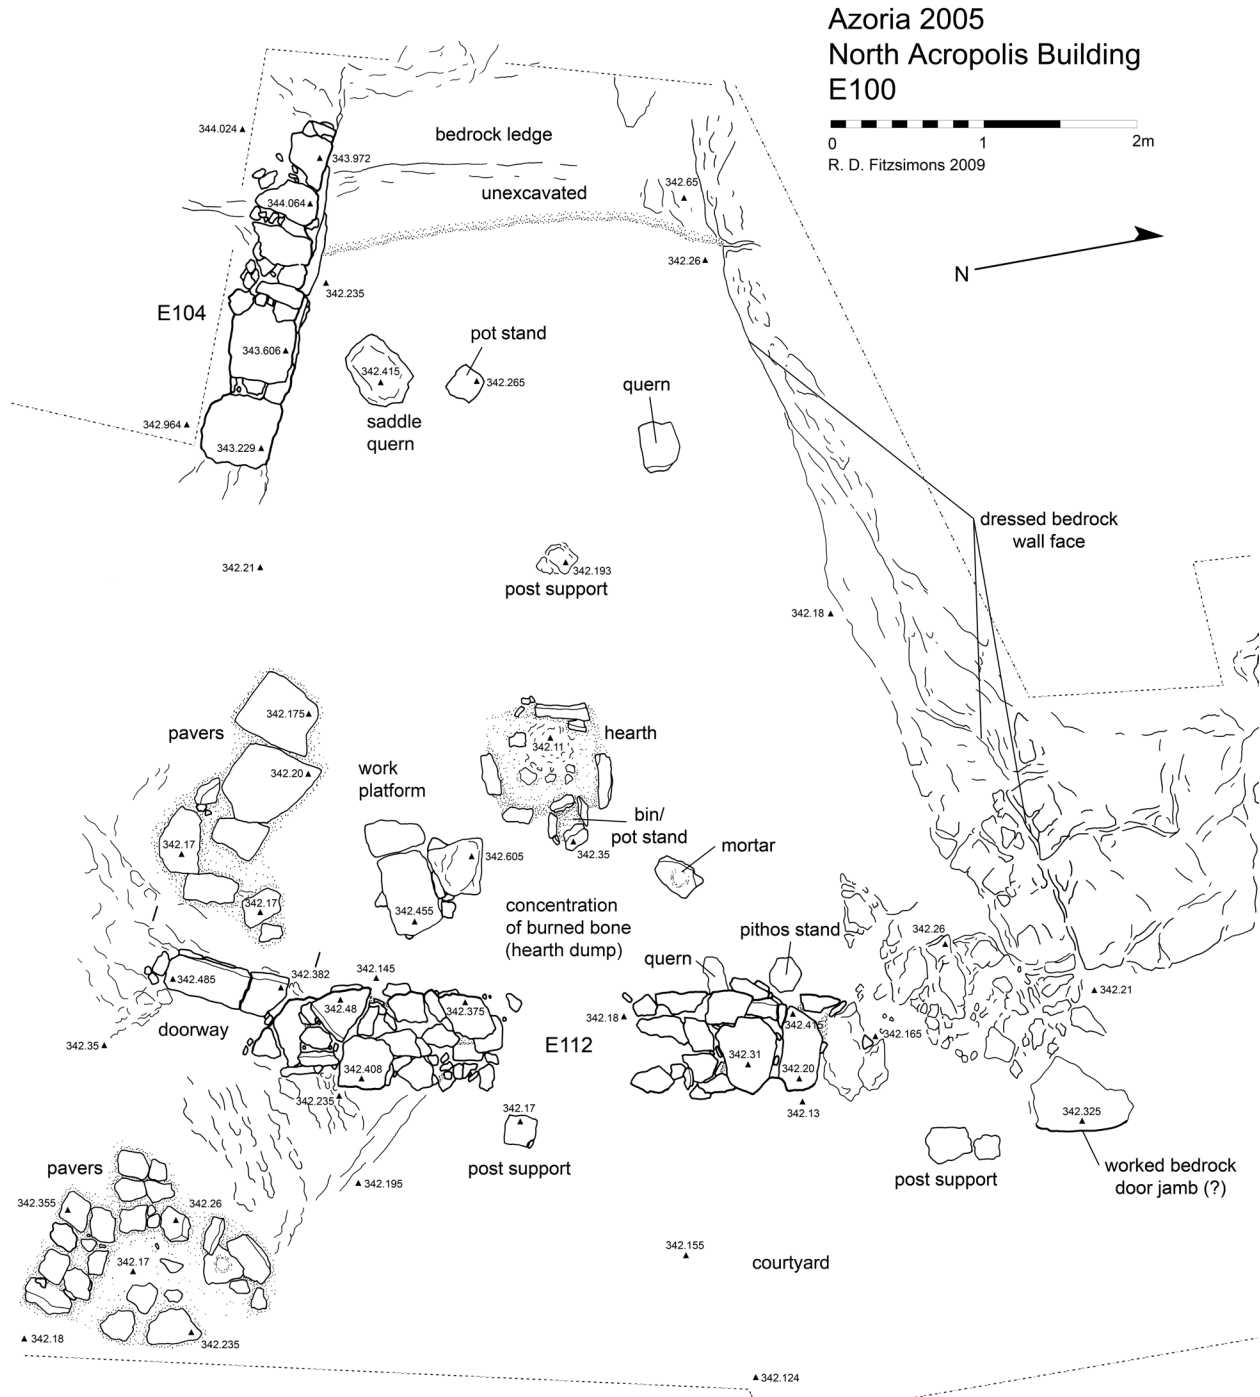 Azoria 2005
North Acropolis Building
E100
0 1 2m
R. D. Fitzsimons 2009
N
344.024
343.972
bedrock ledge
unexcavated
342.65
344.064
342.26
342.235
E104
pot stand
343.606
342.415
342.265
quern
saddle
quern
342.964
343.229
dressed bedrock
wall face
342.21
342.193
post support
342.18
342.175
pavers
hearth
342.11
342.20
work
platform
bin/
pot stand
342.17
342.605
342.35
mortar
342.17
342.455
concentration
of burned bone
(hearth dump)
pithos stand
342.26
quern
342.485
342.382
342.145
342.48
342.375
342.21
doorway
342.18
342.415
342.165
342.35
E112
342.31
342.408
342.20
342.235
342.13
342.17
342.325
post support
pavers
post support
worked bedrock
door jamb (?)
342.195
342.355
342.26
342.17
342.155
courtyard
342.18
342.235
342.124